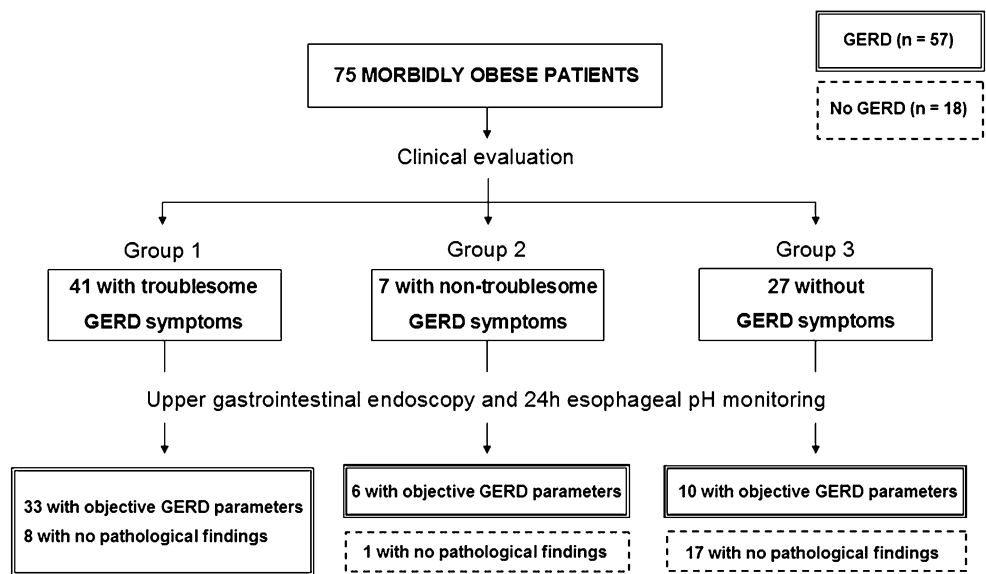 GERD (n = 57)
75 MORBIDLY OBESE PATIENTS
No GERD (n = 18)
Clinical evaluation
Group 1
Group 2
Group 3
41 with troublesome
GERD symptoms
7 with non-troublesome
GERD symptoms
27 without
GERD symptoms
Upper gastrointestinal endoscopy and 24h esophageal pH monitoring
33 with objective GERD parameters
8 with no pathological findings
6 with objective GERD parameters
1 with no pathological findings
10 with objective GERD parameters
17 with no pathological findings